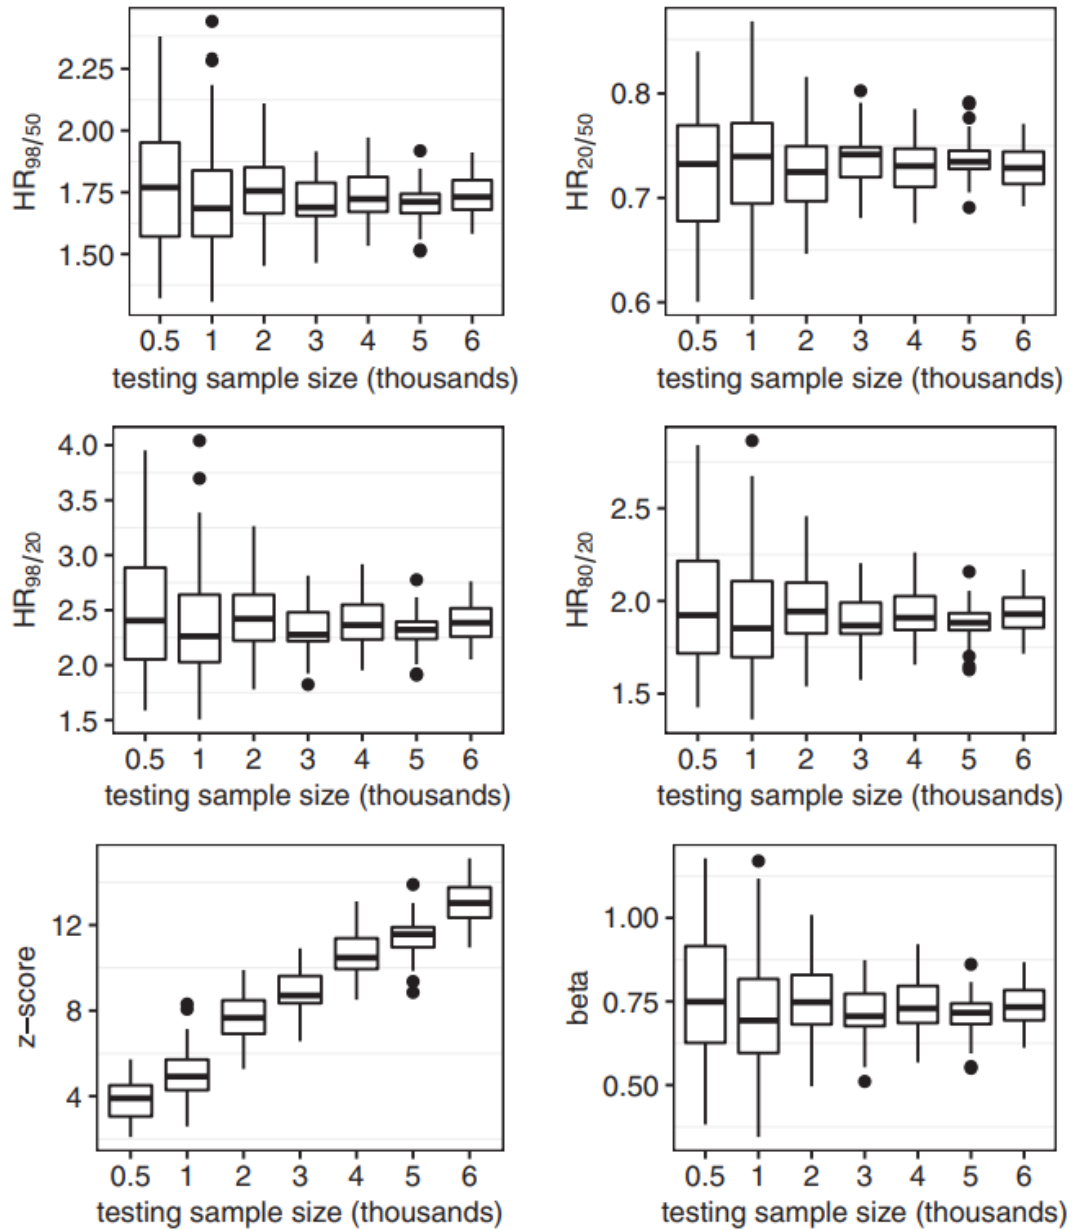 HR98/50
2.25
2.00
1.75
1.50
0.5 1 2 3 4 5 6
testing sample size (thousands)
HR20/50
0.8
0.7
0.6
0.5 1 2 3 4 5 6
testing sample size (thousands)
HR98/20
4.0
3.5
3.0
2.5
2.0
1.5
0.5 1 2 3 4 5 6
testing sample size (thousands)
HR80/20
2.5
2.0
1.5
0.5 1 2 3 4 5 6
testing sample size (thousands)
z–score
12
8
4
0.5 1 2 3 4 5 6
testing sample size (thousands)
beta
1.00
0.75
0.50
0.5 1 2 3 4 5 6
testing sample size (thousands)